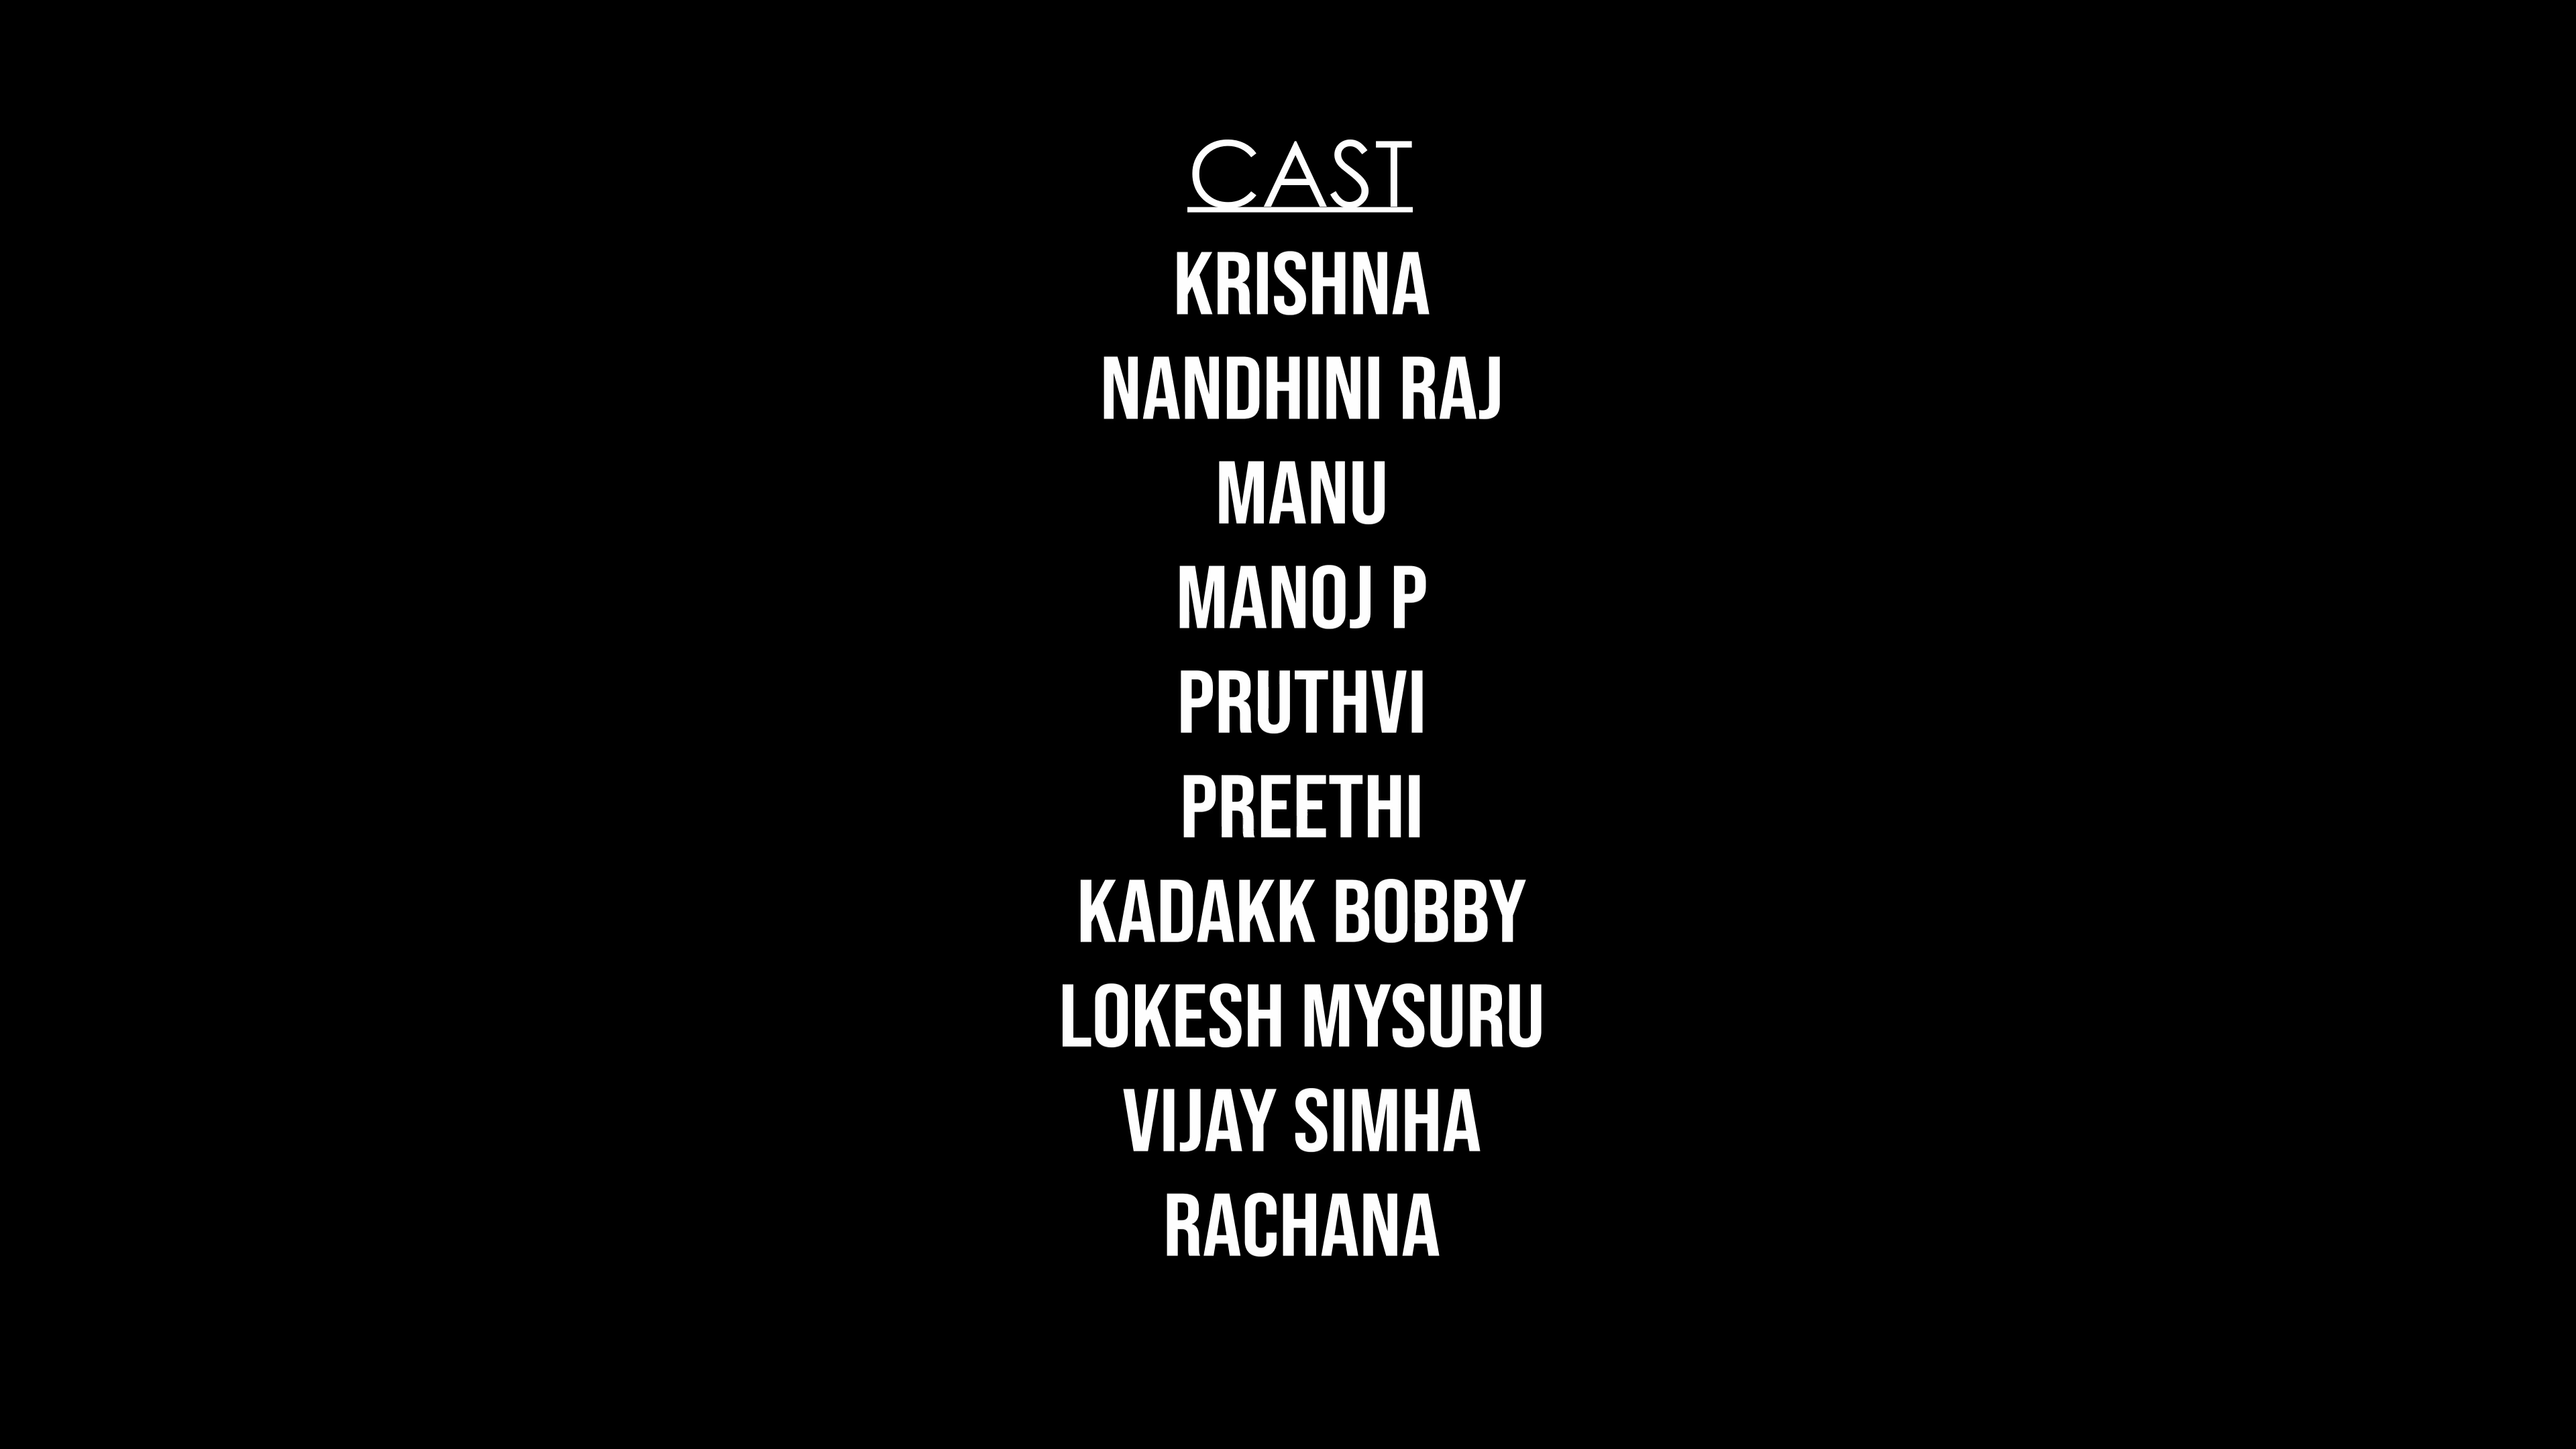 CAST
KRISHNA
NANDHINI RAJ
MANU
MANOJ P
PRUTHVI
PREETHI
KADAKK BOBBY
LOKESH MYSURU
VIJAY SIMHA
RACHANA